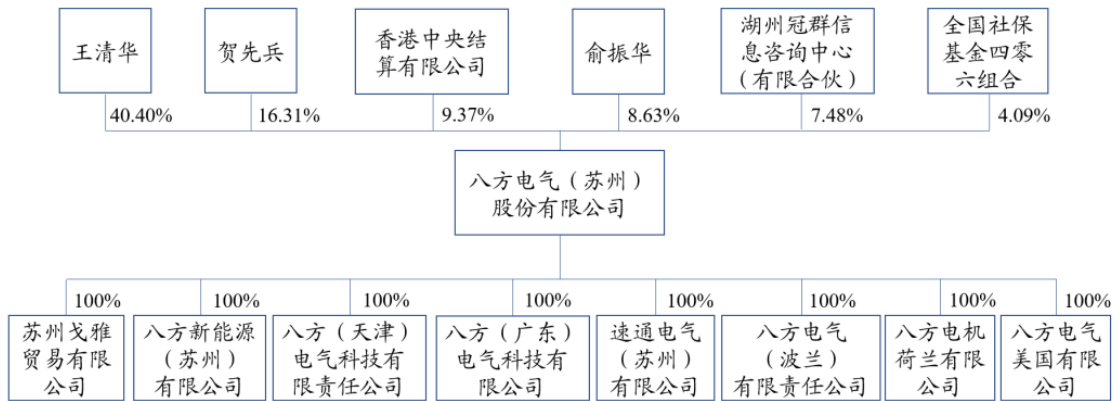 王清华
贺先兵
香港中央结
算有限公司
俞振华
湖州冠群信
息咨询中心
（有限合伙）
全国社保
基金四零
六组合
40.40%
16.31%
9.37%
8.63%
7.48%
4.09%
八方电气（苏州）
股份有限公司
100%
100%
100%
100%
100%
100%
100%
100%
苏州戈雅
贸易有限
公司
八方新能源
（苏州）
有限公司
八方（天津）
电气科技有
限责任公司
八方（广东）
电气科技有
限公司
速通电气
（苏州）
有限公司
八方电气
（波兰）
有限责任公司
八方电机
荷兰有限
公司
八方电气
美国有限
公司